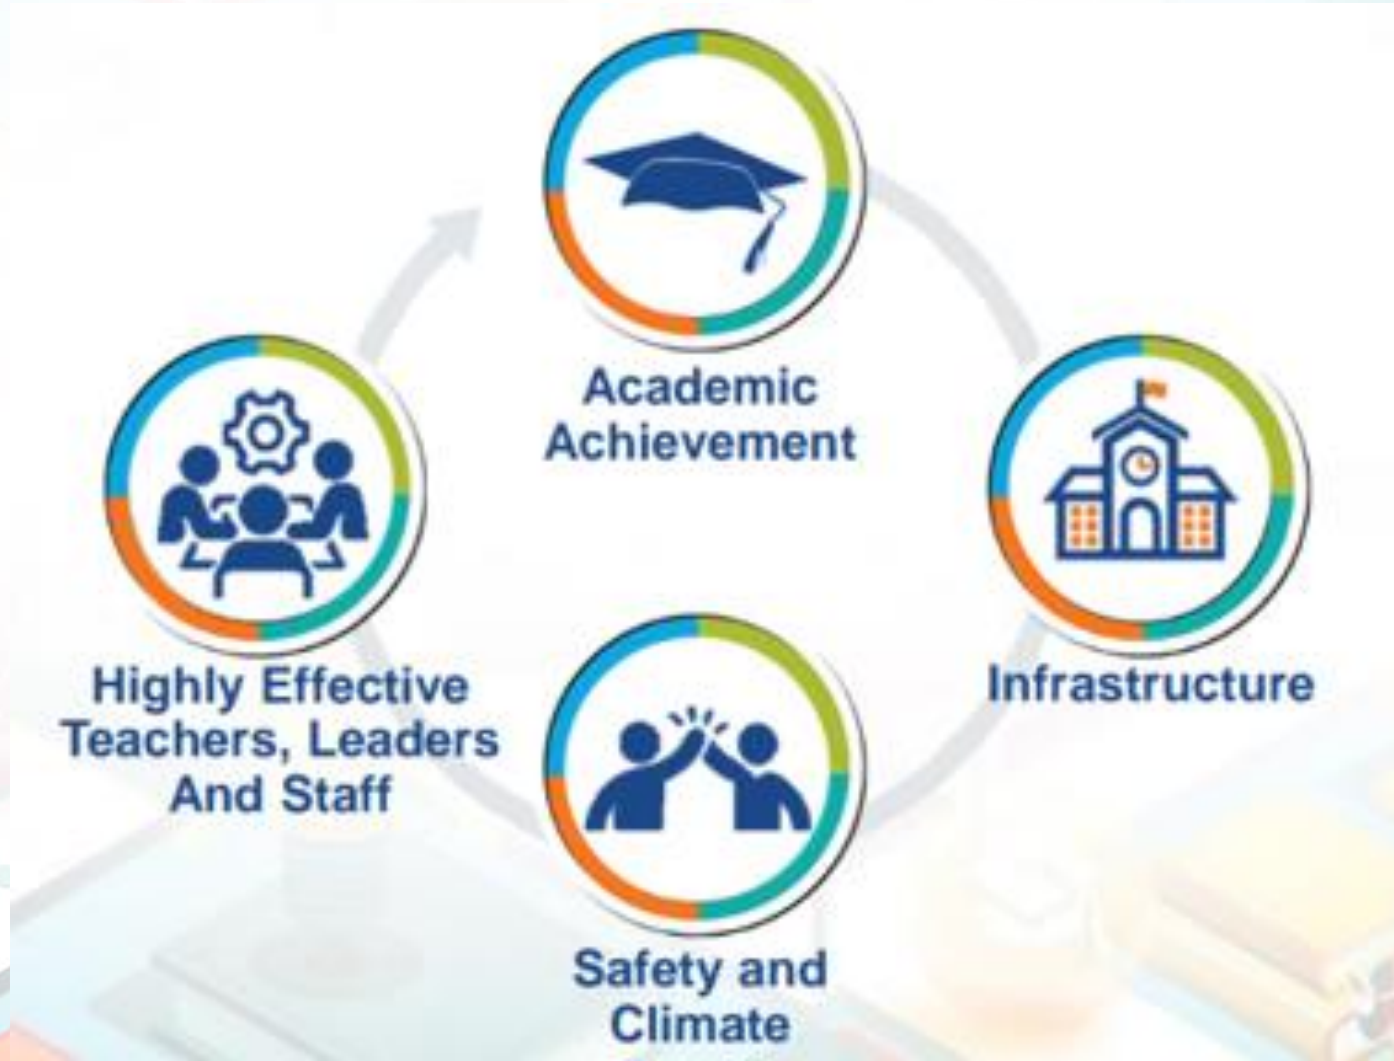 Academic
Achievement
Highly Effective
Teachers, Leaders
And Staff
Infrastructure
Safety and
Climate